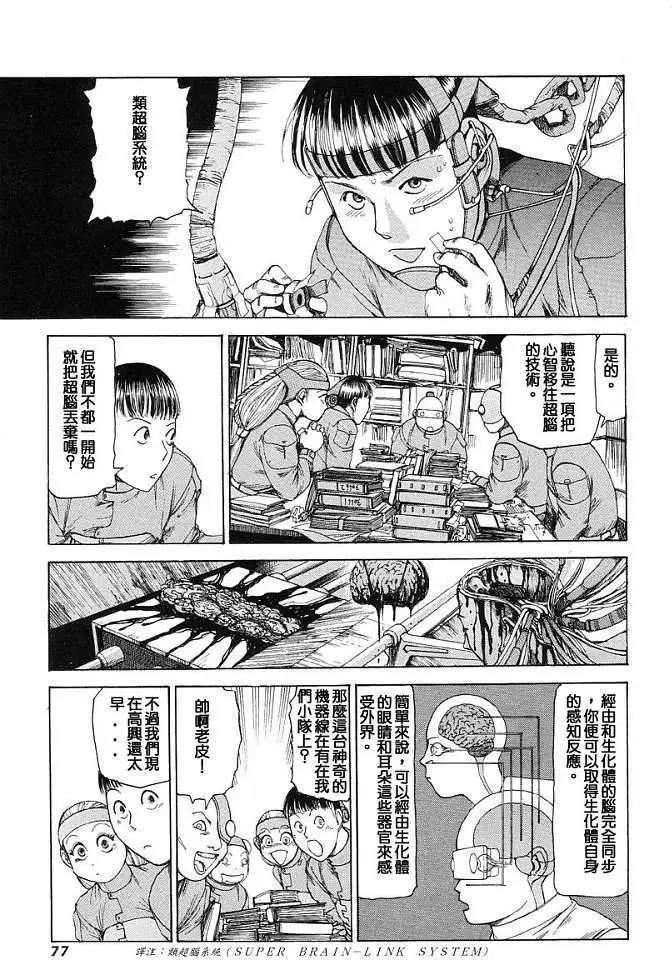 類超腦系統?
是的。
聽說是一項把
心智移往超腦
的技術。
但我們不都一開始
就把超腦丟棄嗎?
經由和生化體的腦完全同步
，你便可以取得生化體自身
的感知反應。
簡單來說，可以經由生化體
的眼睛和耳朵這些器官來感
受外界。
那麼這台神奇的
機器線在有在我
們小隊上?
帥啊老皮!
不過我們現
在高興還太
早...
77
譯注：類超腦系統(SUPER BRAIN-LINK SYSTEM)